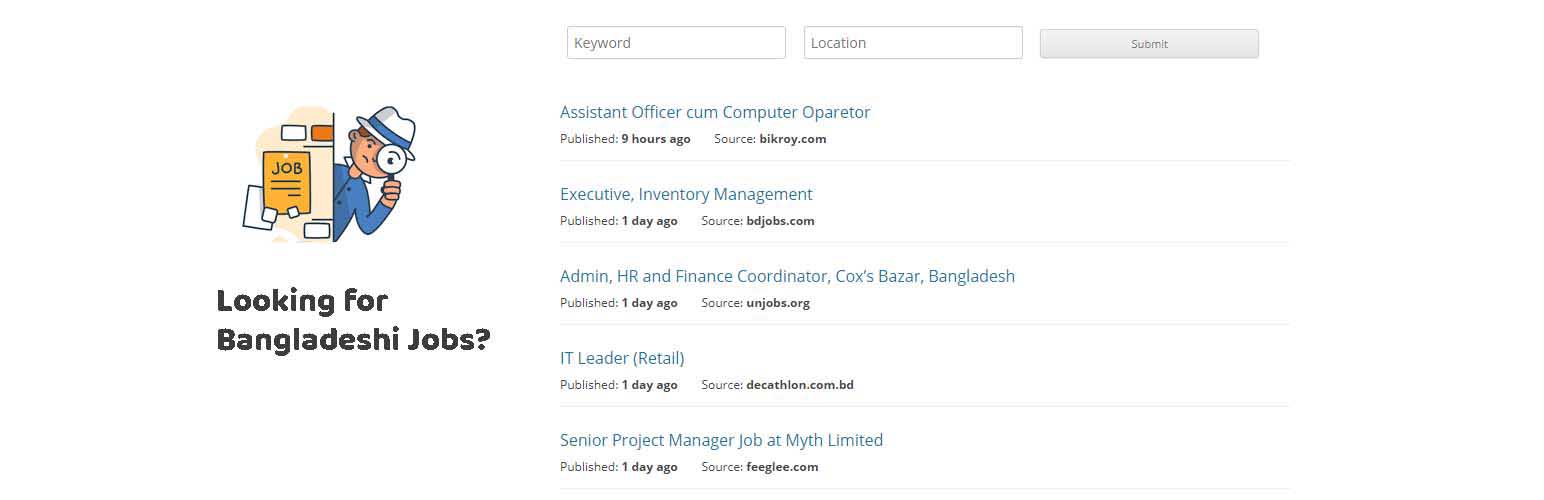 Keyword
Location
Submit
JOB
Looking for
Bangladeshi Jobs?
Assistant Officer cum Computer Oparetor
Published: 9 hours ago Source: bikroy.com
Executive, Inventory Management
Published: 1 day ago Source: bdjobs.com
Admin, HR and Finance Coordinator, Cox’s Bazar, Bangladesh
Published: 1 day ago Source: unjobs.org
IT Leader (Retail)
Published: 1 day ago Source: decathlon.com.bd
Senior Project Manager Job at Myth Limited
Published: 1 day ago Source: feeglee.com